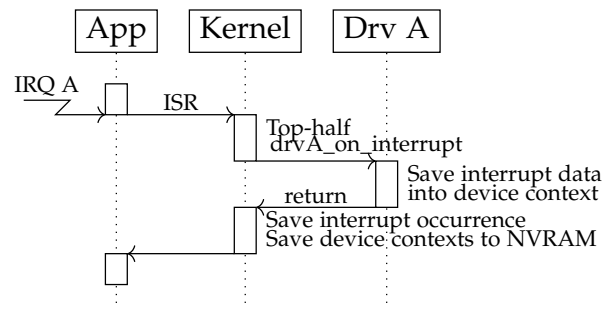 App Kernel Drv A
IRQ A
ISR
Top-half
drvA_on_interrupt
Save interrupt data
into device context
return
Save interrupt occurrence
Save device contexts to NVRAM